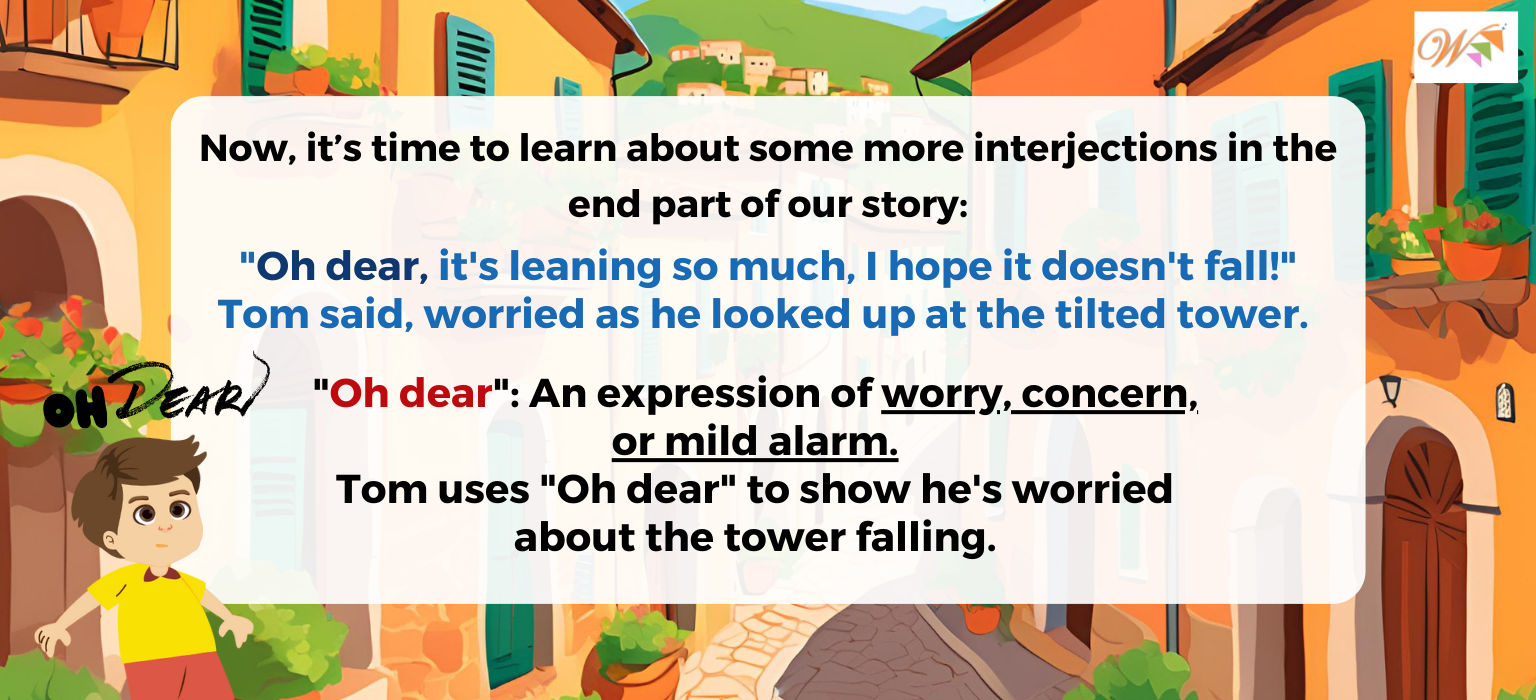 Now, it’s time to learn about some more interjections in the
end part of our story:
"Oh dear, it's leaning so much, I hope it doesn't fall!"
Tom said, worried as he looked up at the tilted tower.
OH DEAR
"Oh dear": An expression of worry, concern,
or mild alarm.
Tom uses "Oh dear" to show he's worried
about the tower falling.
W